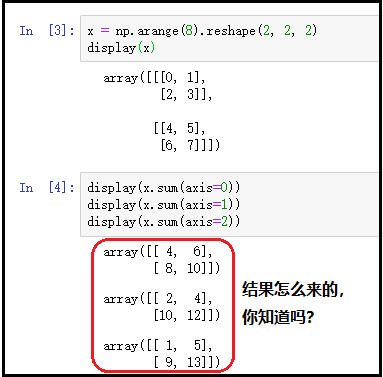 In [3]: x = np.arange(8).reshape(2, 2, 2)
display(x)
array([[[0, 1],
[2, 3]],
[[4, 5],
[6, 7]]])
In [4]: display(x.sum(axis=0))
display(x.sum(axis=1))
display(x.sum(axis=2))
array([[ 4,  6],
[ 8, 10]])
array([[ 2,  4],
[10, 12]])
array([[ 1,  5],
[ 9, 13]])
结果怎么来的，
你知道吗？